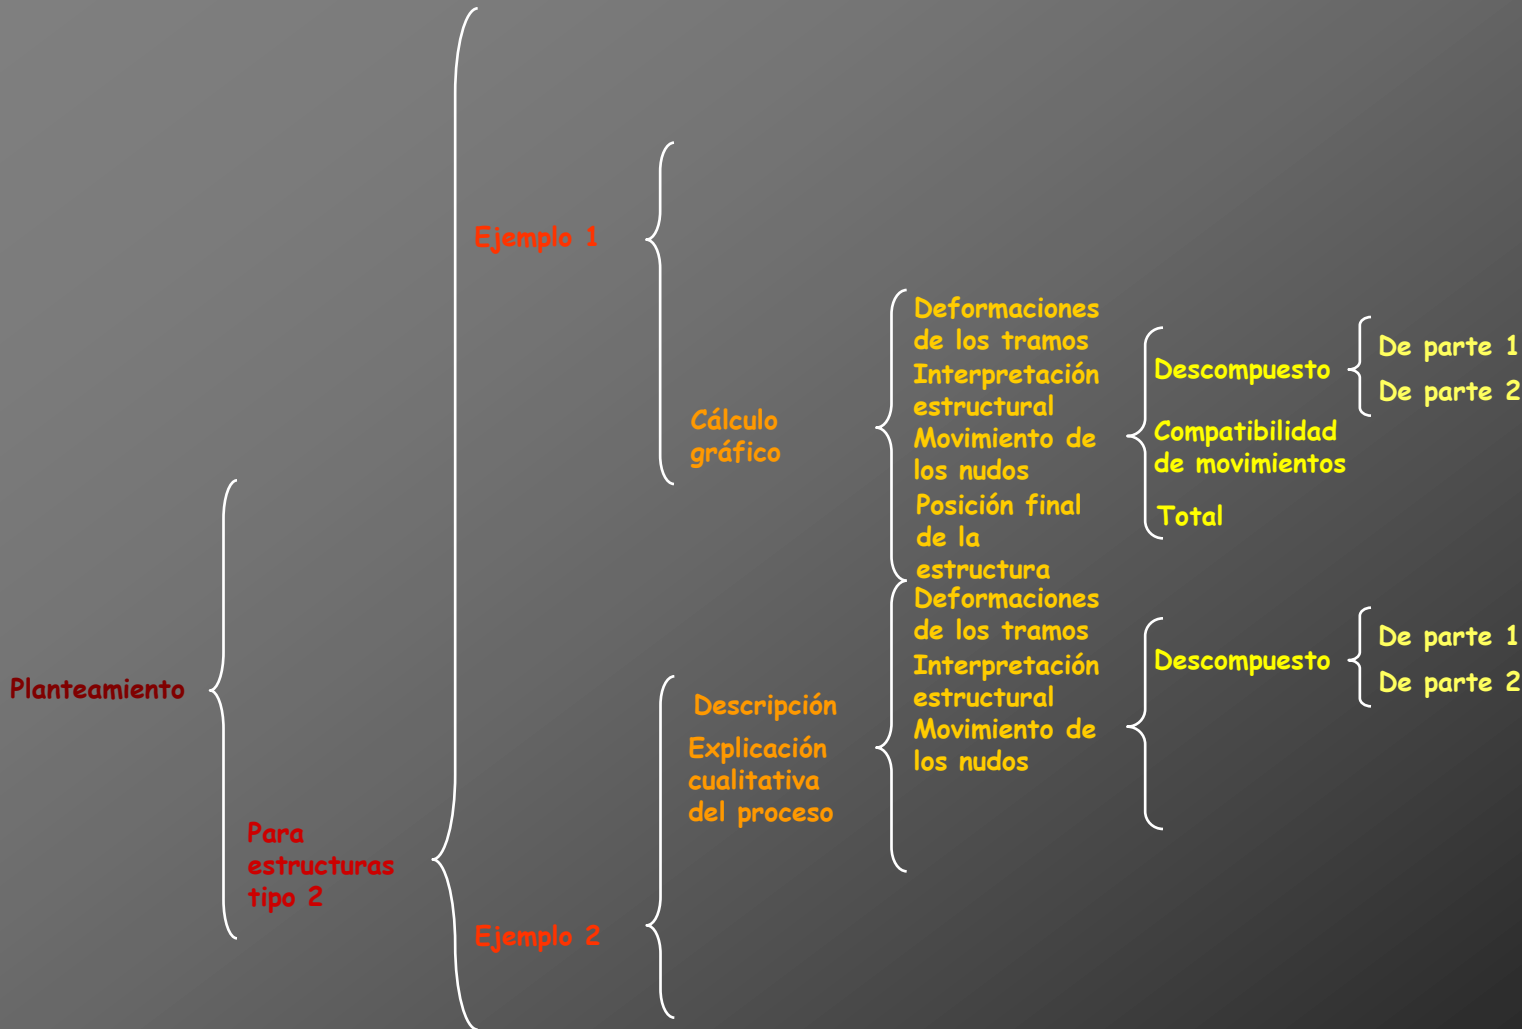 Planteamiento
Para
estructuras
tipo 2
Ejemplo 1
Cálculo
gráfico
Deformaciones
de los tramos
Interpretación
estructural
Movimiento de
los nudos
Descompuesto
De parte 1
De parte 2
Compatibilidad
de movimientos
Total
Posición final
de la
estructura
Ejemplo 2
Descripción
Explicación
cualitativa
del proceso
Deformaciones
de los tramos
Interpretación
estructural
Movimiento de
los nudos
Descompuesto
De parte 1
De parte 2